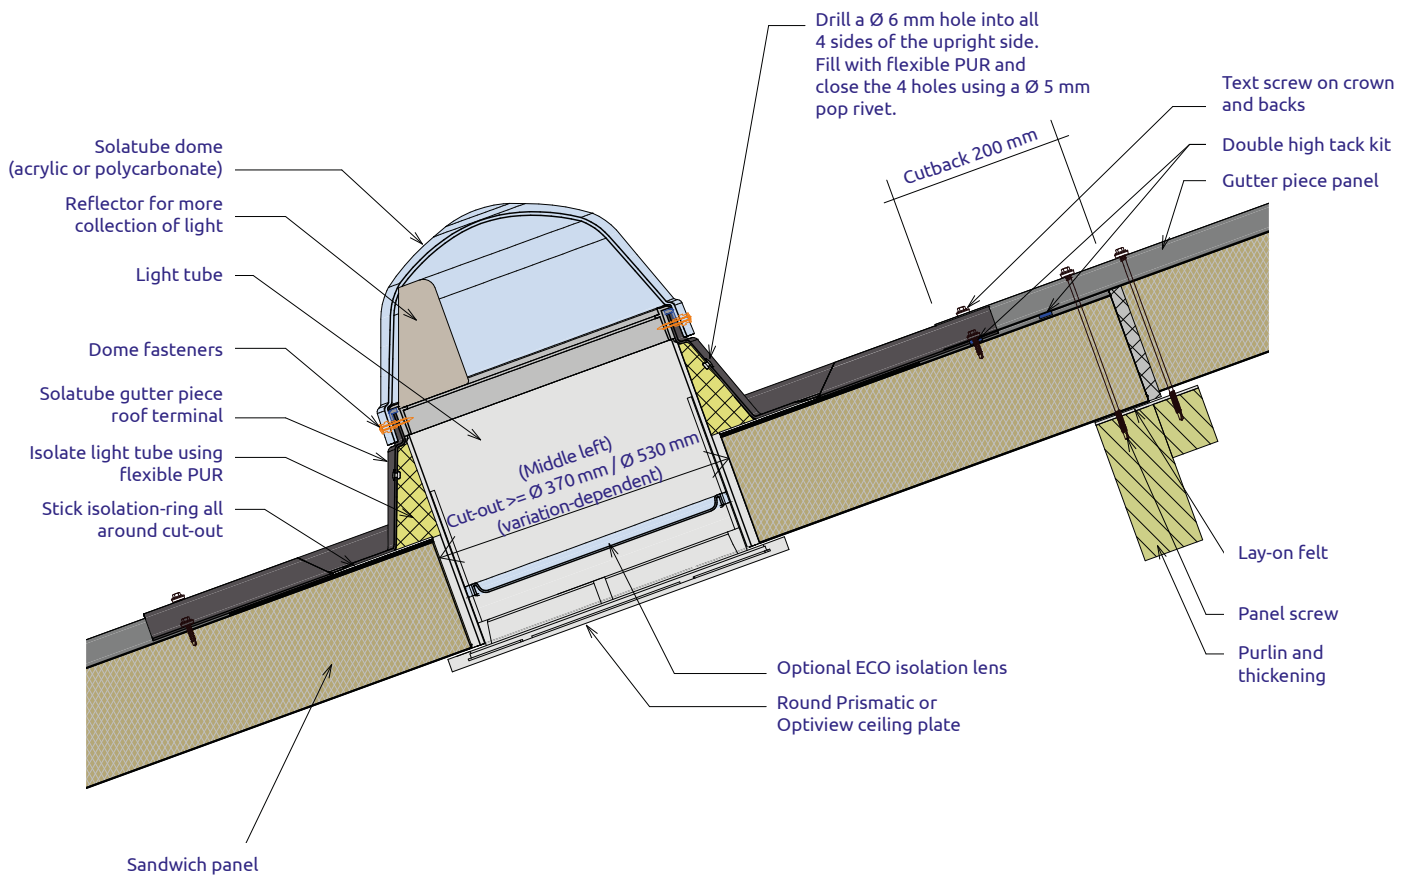 Drill a Ø 6 mm hole into all
4 sides of the upright side.
Fill with flexible PUR and
close the 4 holes using a Ø 5 mm
pop rivet.
Text screw on crown
and backs
Double high tack kit
Gutter piece panel
Cutback 200 mm
Solatube dome
(acrylic or polycarbonate)
Reflector for more
collection of light
Light tube
Dome fasteners
Solatube gutter piece
roof terminal
Isolate light tube using
flexible PUR
Stick isolation-ring all
around cut-out
(Middle left)
Cut-out >= Ø 370 mm / Ø 530 mm
(variation-dependent)
Lay-on felt
Panel screw
Purlin and
thickening
Optional ECO isolation lens
Round Prismatic or
Optiview ceiling plate
Sandwich panel